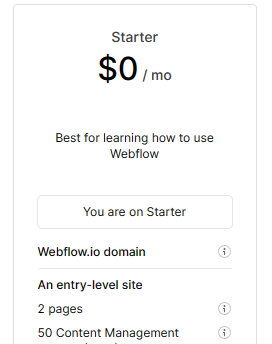 Starter
$0 / mo
Best for learning how to use
Webflow
You are on Starter
Webflow.io domain
An entry-level site
2 pages
50 Content Management